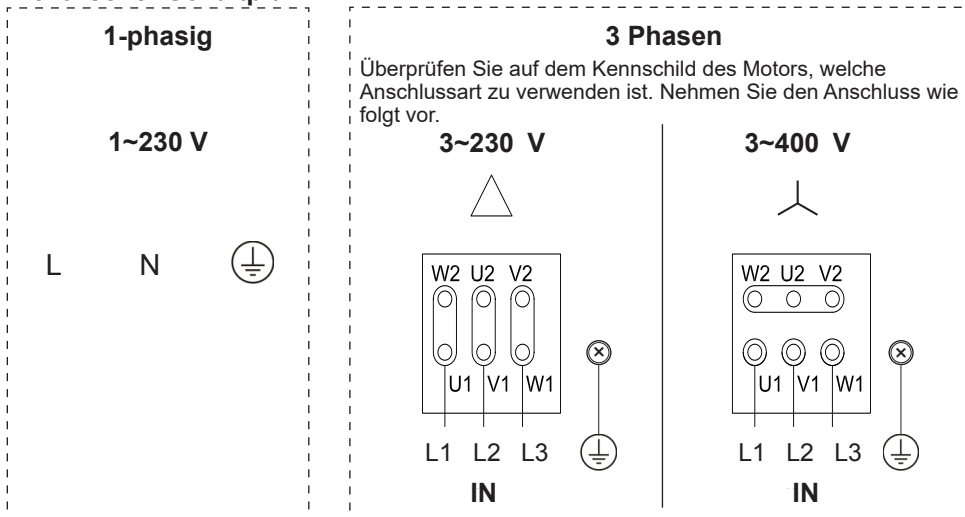 1-phasig
1~230 V
L N
3 Phasen
Überprüfen Sie auf dem Kennschild des Motors, welche
Anschlussart zu verwenden ist. Nehmen Sie den Anschluss wie
folgt vor.
3~230 V
W2 U2 V2
U1 V1 W1
L1 L2 L3
IN
3~400 V
W2 U2 V2
U1 V1 W1
L1 L2 L3
IN